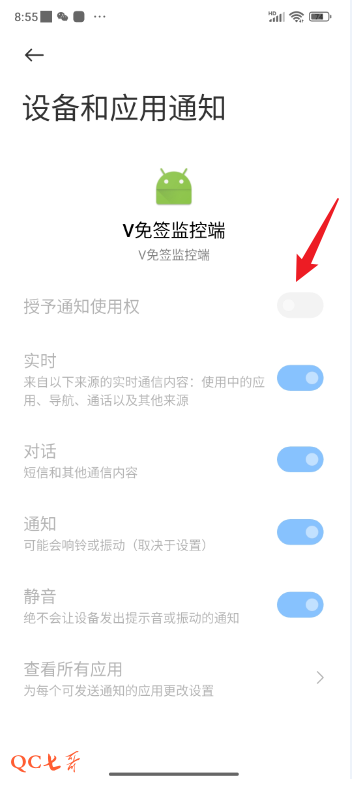 8:55
HD
设备和应用通知
V免签监控端
V免签监控端
授予通知使用权
实时
来自以下来源的实时通信内容：使用中的应
用、导航、通话以及其他来源
对话
短信和其他通信内容
通知
可能会响铃或振动（取决于设置）
静音
绝不会让设备发出提示音或振动的通知
查看所有应用
为每个可发送通知的应用更改设置
QC七哥